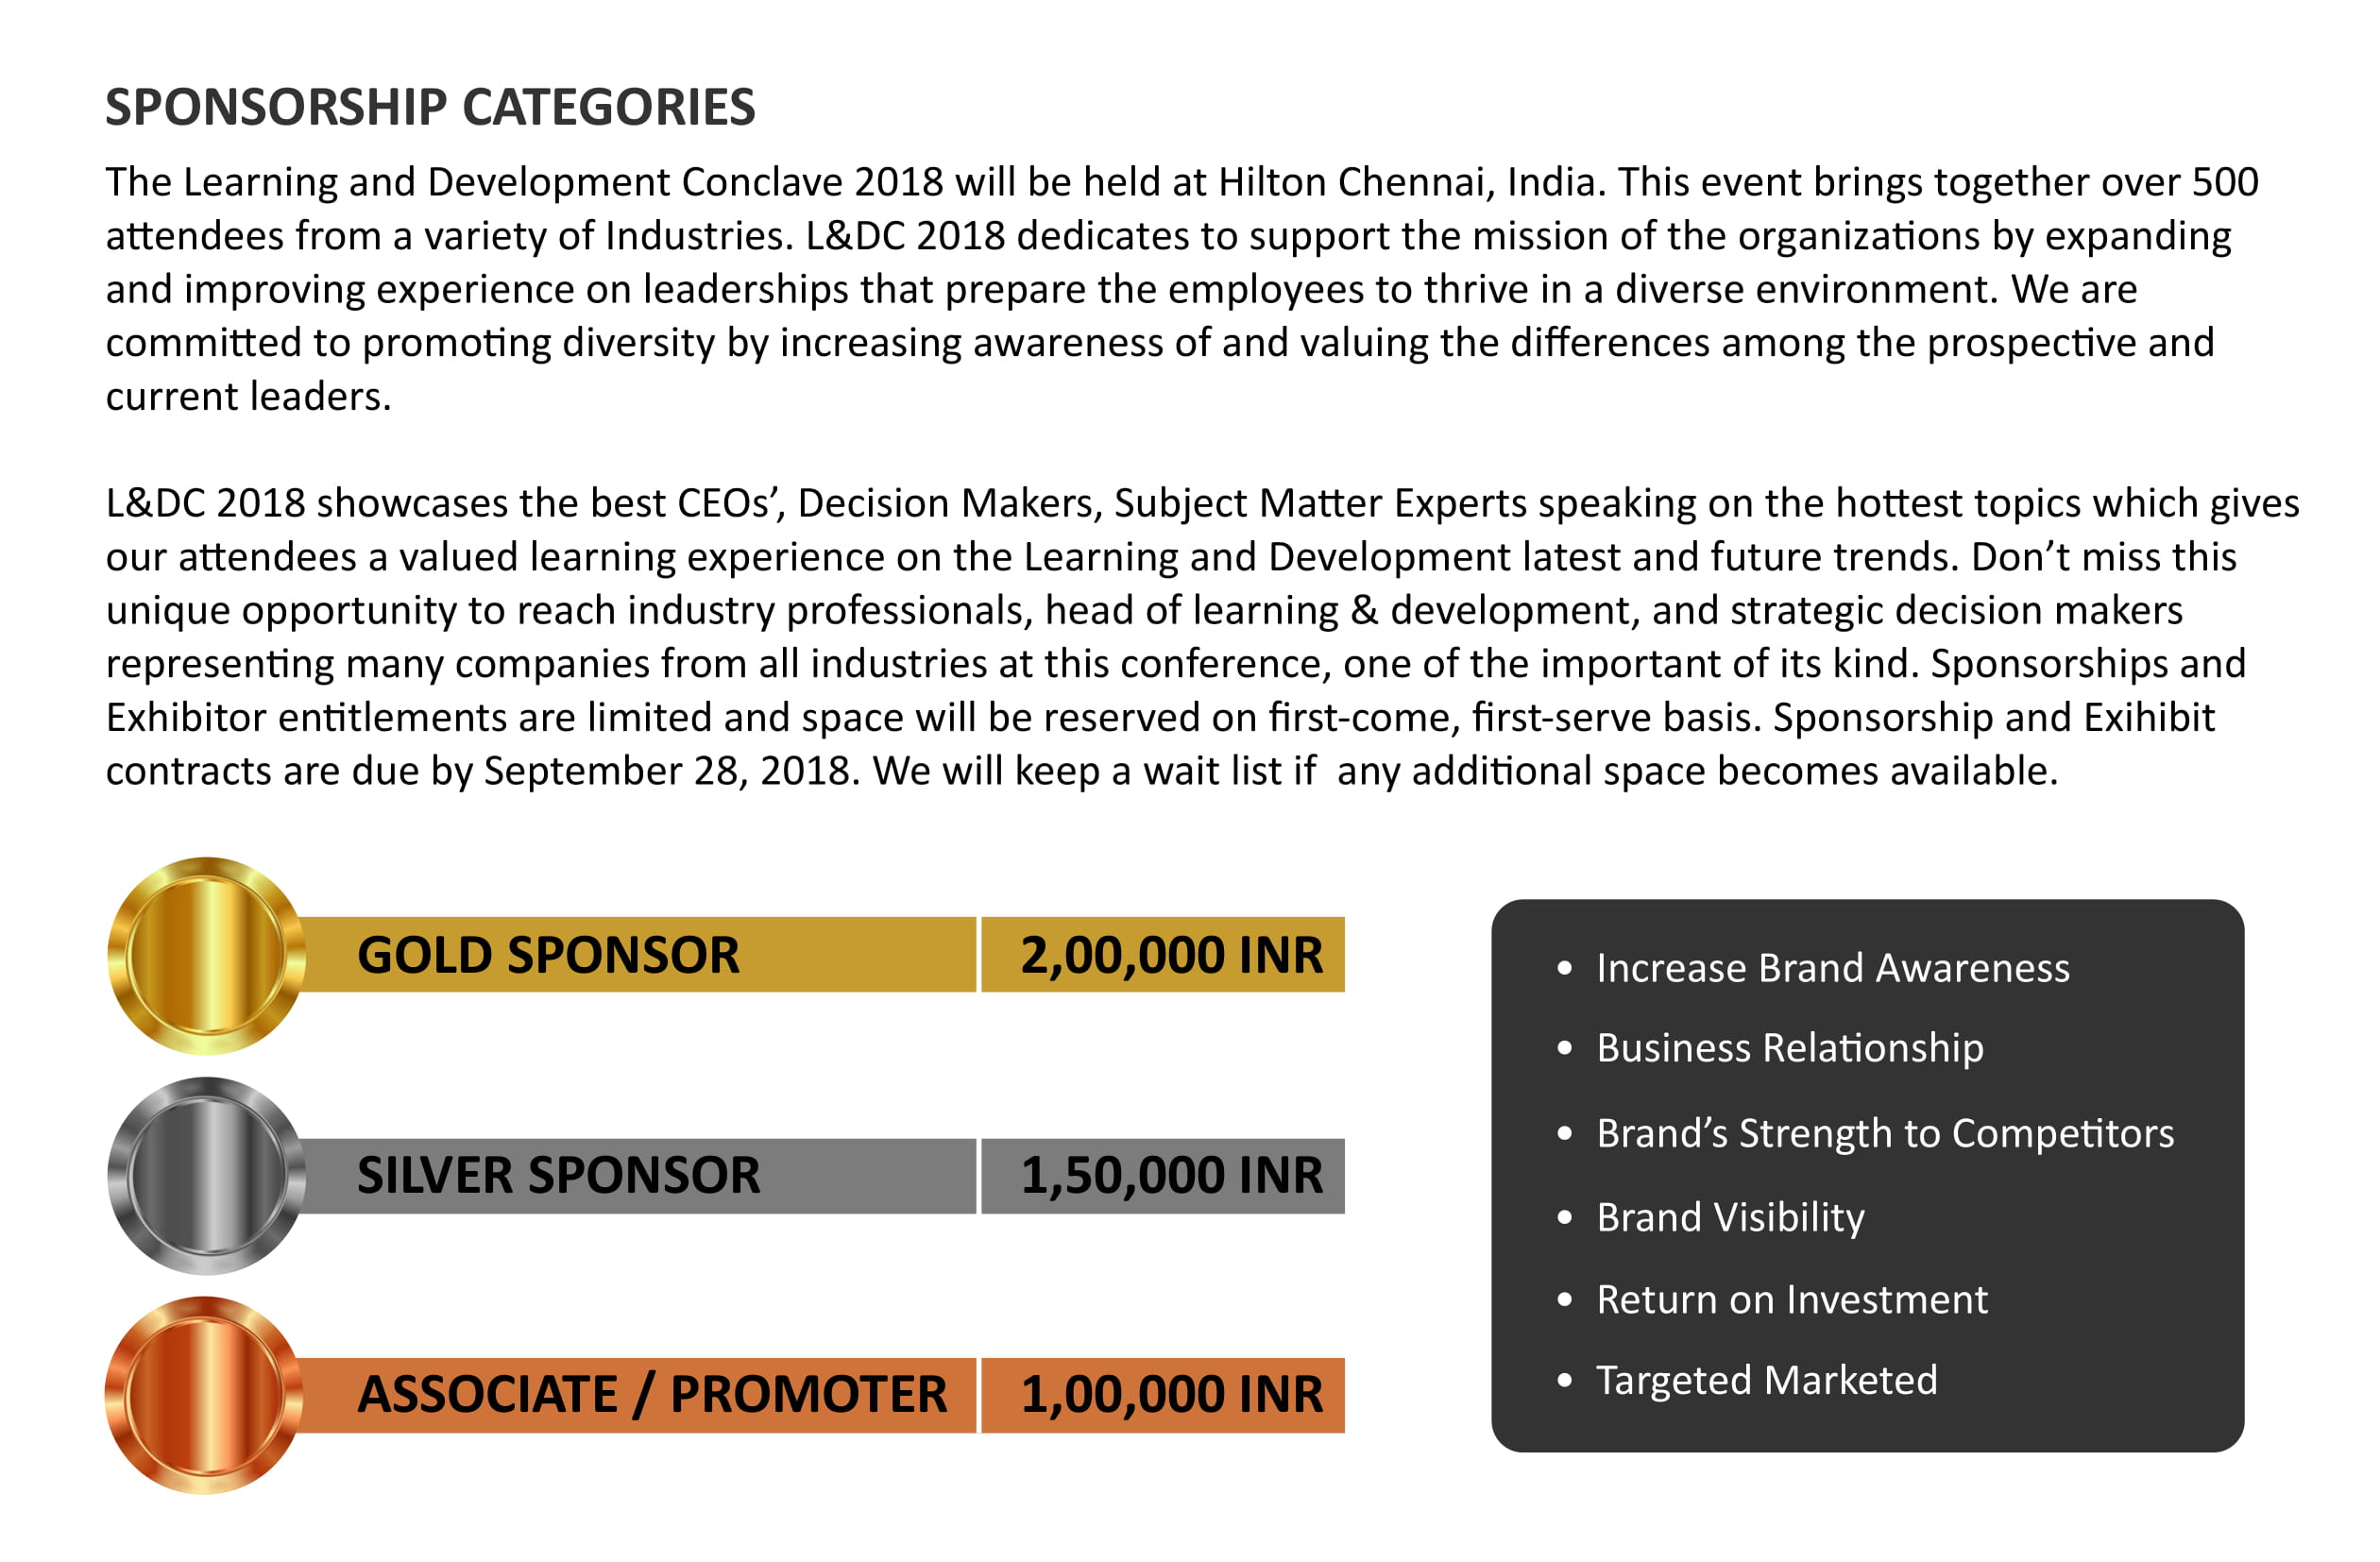 SPONSORSHIP CATEGORIES
The Learning and Development Conclave 2018 will be held at Hilton Chennai, India. This event brings together over 500
attendees from a variety of Industries. L&DC 2018 dedicates to support the mission of the organizations by expanding
and improving experience on leaderships that prepare the employees to thrive in a diverse environment. We are
committed to promoting diversity by increasing awareness of and valuing the differences among the prospective and
current leaders.
L&DC 2018 showcases the best CEOs’, Decision Makers, Subject Matter Experts speaking on the hottest topics which gives
our attendees a valued learning experience on the Learning and Development latest and future trends. Don’t miss this
unique opportunity to reach industry professionals, head of learning & development, and strategic decision makers
representing many companies from all industries at this conference, one of the important of its kind. Sponsorships and
Exhibitor entitlements are limited and space will be reserved on first-come, first-serve basis. Sponsorship and Exihibit
contracts are due by September 28, 2018. We will keep a wait list if  any additional space becomes available.
GOLD SPONSOR 2,00,000 INR
SILVER SPONSOR 1,50,000 INR
ASSOCIATE / PROMOTER 1,00,000 INR
• Increase Brand Awareness
• Business Relationship
• Brand’s Strength to Competitors
• Brand Visibility
• Return on Investment
• Targeted Marketed